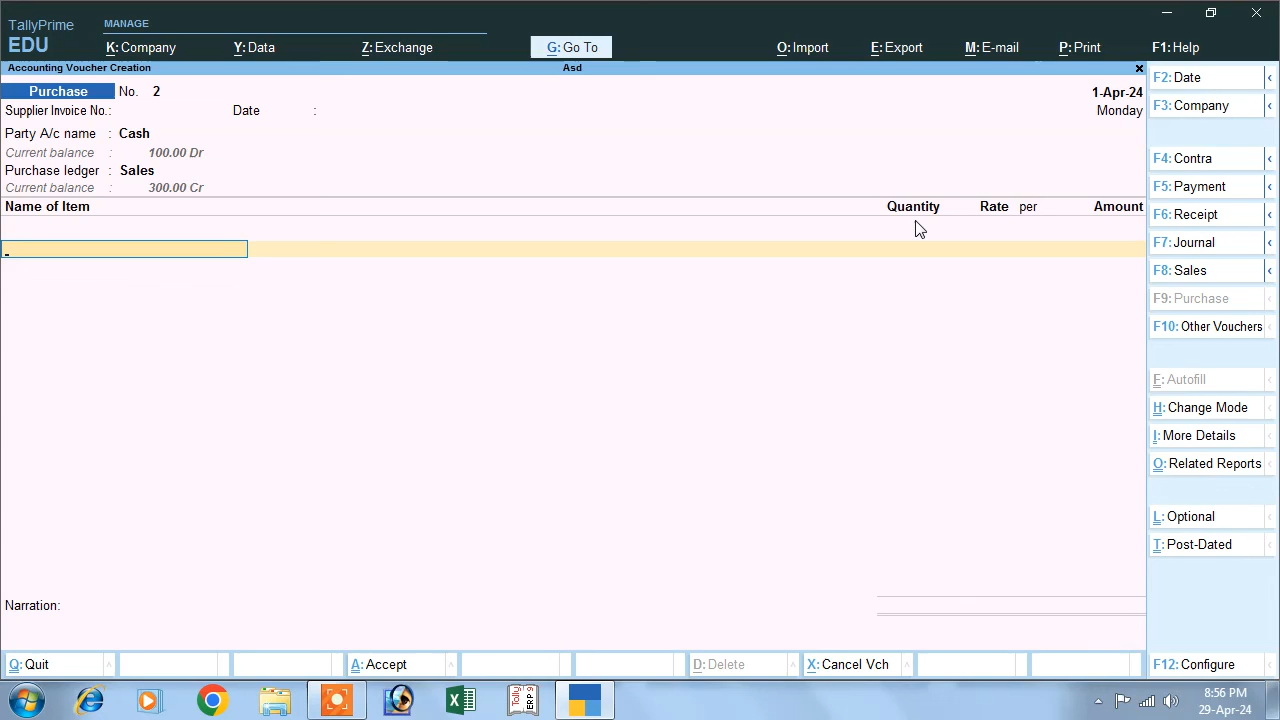 TallyPrime
EDU
MANAGE
K: Company
Y: Data
Z: Exchange
G: Go To
O: Import
E: Export
M: E-mail
P: Print
F1: Help
Accounting Voucher Creation
Asd
Purchase No. 2
1-Apr-24
Supplier Invoice No.: Date :
Monday
Party A/c name : Cash
Current balance : 100.00 Dr
Purchase ledger : Sales
Current balance : 300.00 Cr
Name of Item Quantity Rate per Amount
Narration:
F2: Date
F3: Company
F4: Contra
F5: Payment
F6: Receipt
F7: Journal
F8: Sales
F9: Purchase
F10: Other Vouchers
F: Autofill
H: Change Mode
I: More Details
O: Related Reports
L: Optional
T: Post-Dated
Q: Quit
A: Accept
D: Delete
X: Cancel Vch
F12: Configure
Tally
ERP 9
8:56 PM
29-Apr-24